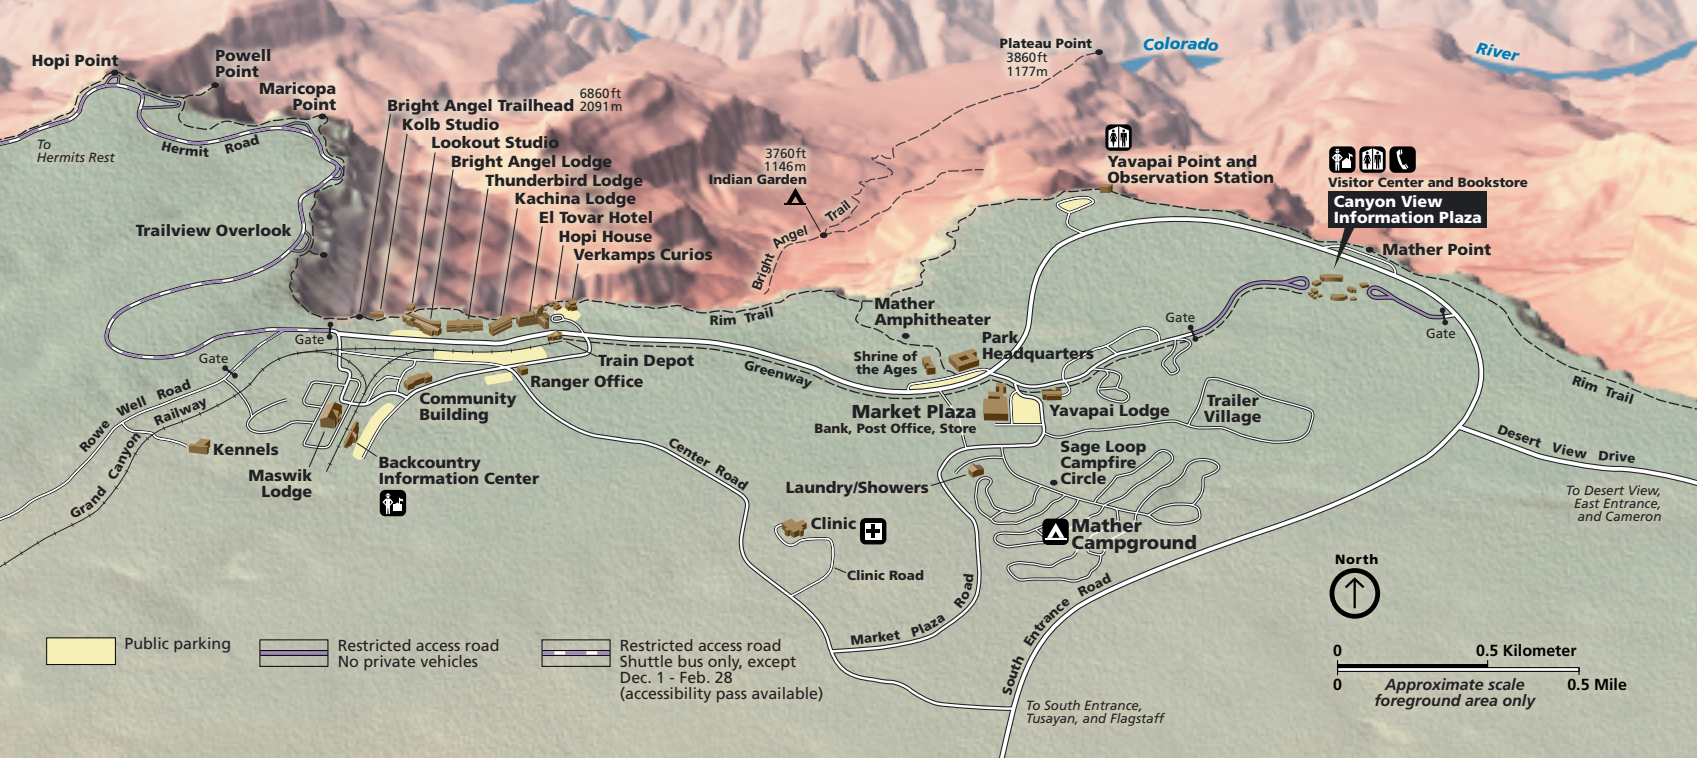 Hopi Point
Powell
Point
Maricopa
Point
To
Hermits Rest
Hermit Road
Trailview Overlook
Bright Angel Trailhead
6860ft
2091m
Kolb Studio
Lookout Studio
Bright Angel Lodge
Thunderbird Lodge
Kachina Lodge
El Tovar Hotel
Hopi House
Verkamps Curios
3760ft
1146m
Indian Garden
Bright Angel Trail
Plateau Point
3860ft
1177m
Colorado River
Yavapai Point and
Observation Station
Visitor Center and Bookstore
Canyon View
Information Plaza
Mather Point
Rim Trail
Mather
Amphitheater
Park
Headquarters
Shrine of
the Ages
Gate
Gate
Gate
Gate
Train Depot
Ranger Office
Greenway
Community
Building
Rowe Well Road
Grand Canyon Railway
Kennels
Maswik
Lodge
Backcountry
Information Center
Center Road
Market Plaza
Bank, Post Office, Store
Yavapai Lodge
Trailer
Village
Rim Trail
Desert View Drive
To Desert View,
East Entrance,
and Cameron
Sage Loop
Campfire
Circle
Laundry/Showers
Clinic
Clinic Road
Mather
Campground
Market Plaza Road
South Entrance Road
To South Entrance,
Tusayan, and Flagstaff
North
0 0.5 Kilometer
0 0.5 Mile
Approximate scale
foreground area only
Public parking
Restricted access road
No private vehicles
Restricted access road
Shuttle bus only, except
Dec. 1 - Feb. 28
(accessibility pass available)